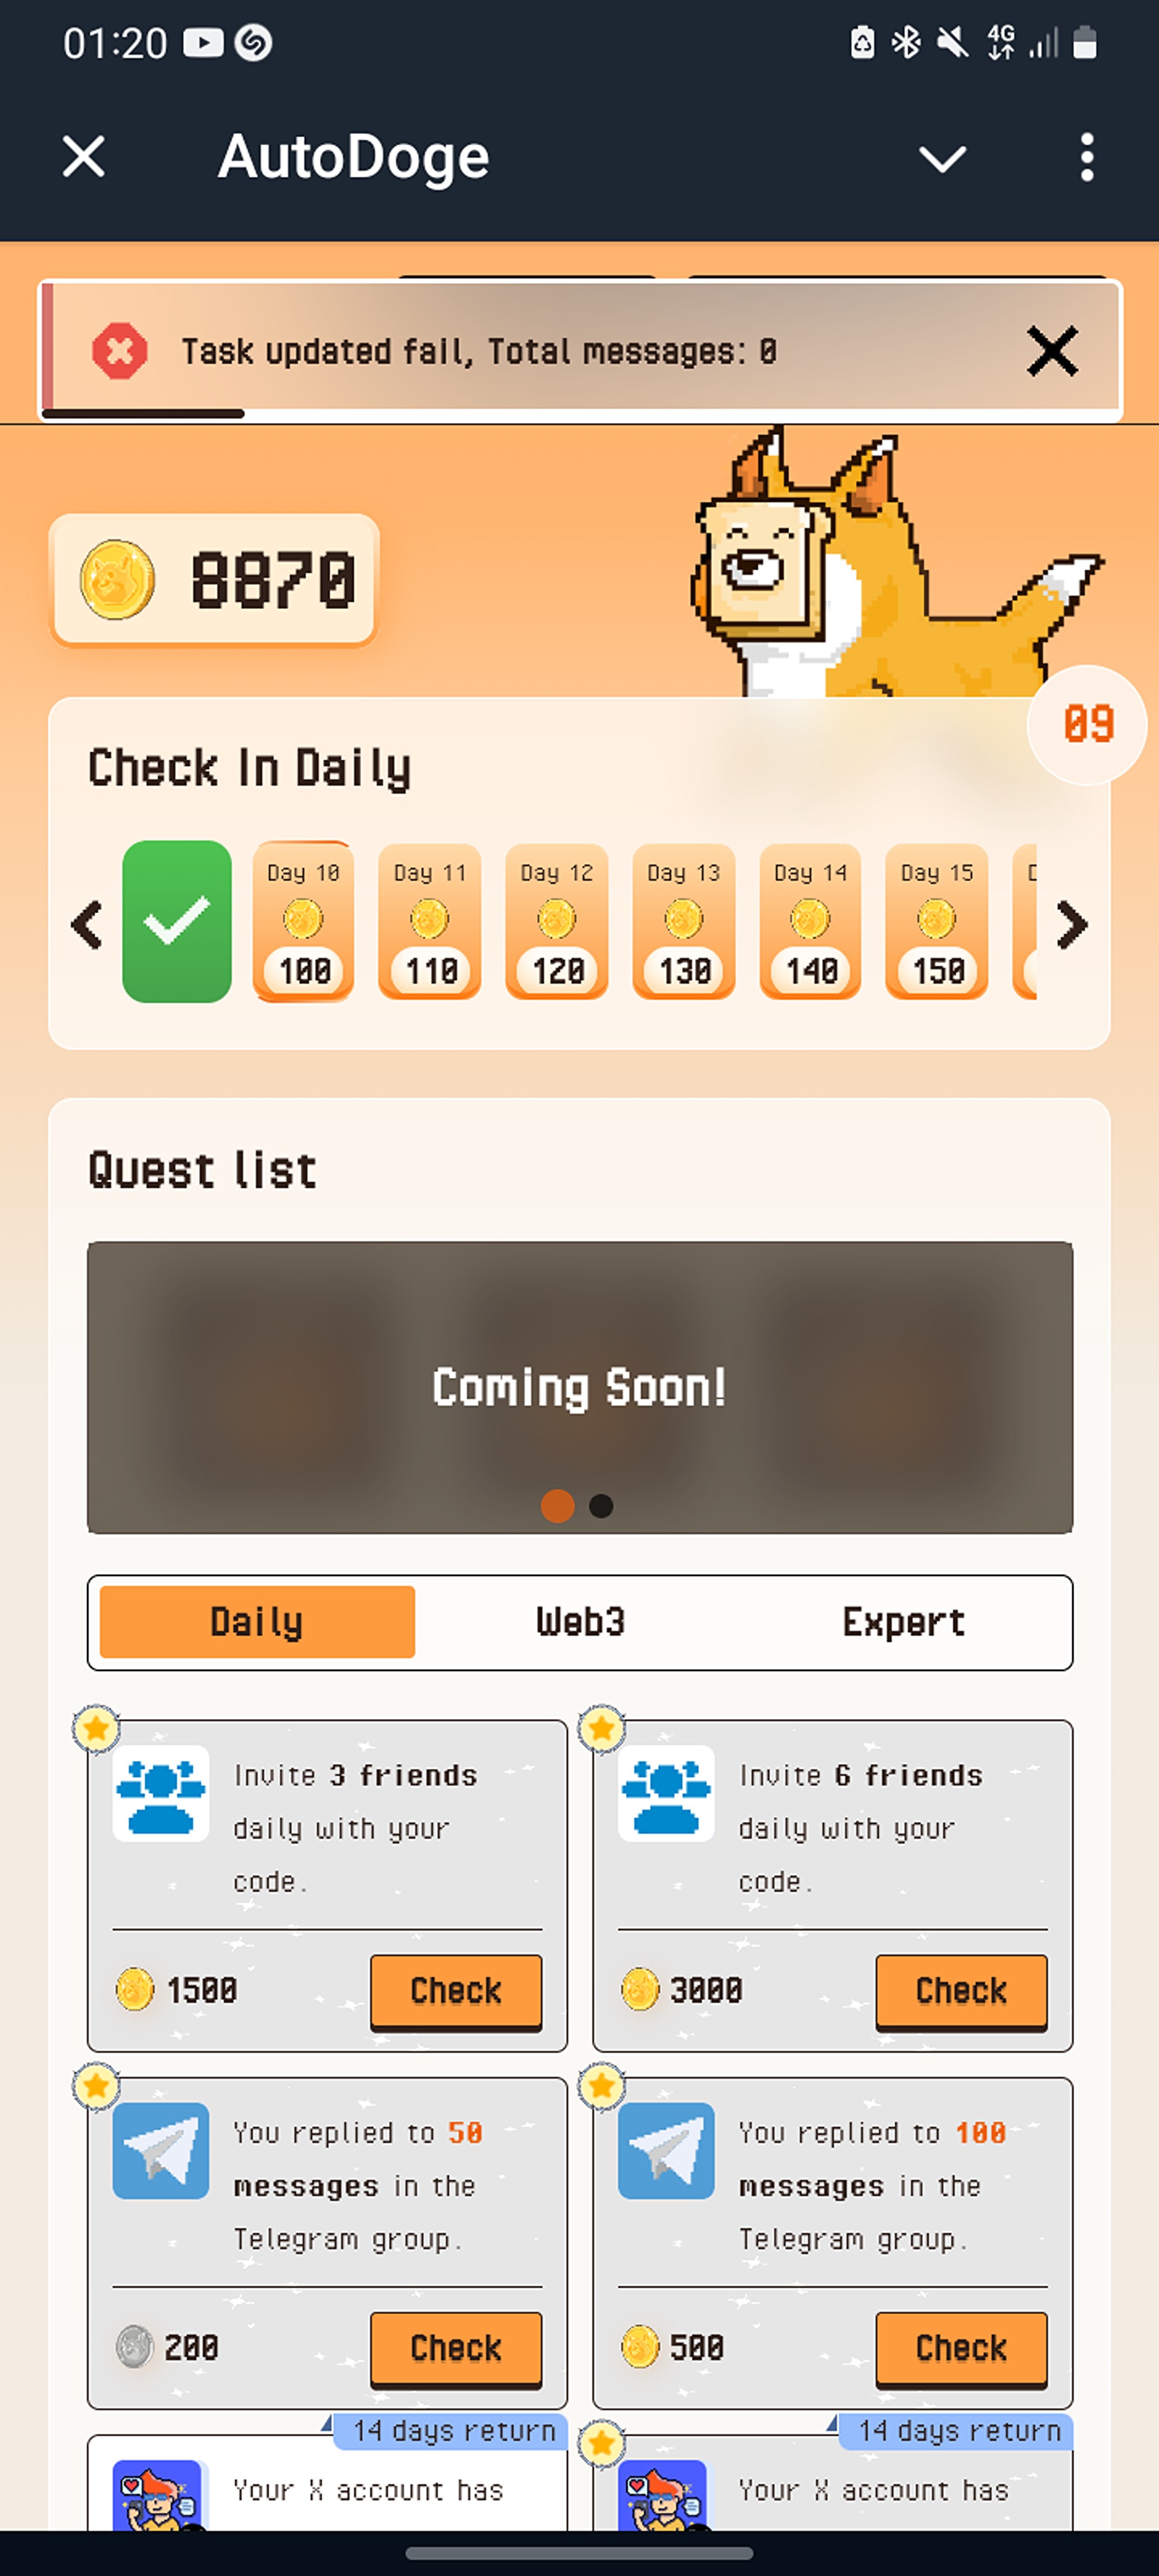 01:20
4G
AutoDoge
Task updated fail, Total messages: 0
8870
09
Check In Daily
Day 10
Day 11
Day 12
Day 13
Day 14
Day 15
100
110
120
130
140
150
Quest list
Coming Soon!
Daily
Web3
Expert
Invite 3 friends
daily with your
code.
1500
Check
Invite 6 friends
daily with your
code.
3000
Check
You replied to 50
messages in the
Telegram group.
200
Check
You replied to 100
messages in the
Telegram group.
500
Check
14 days return
Your X account has
14 days return
Your X account has